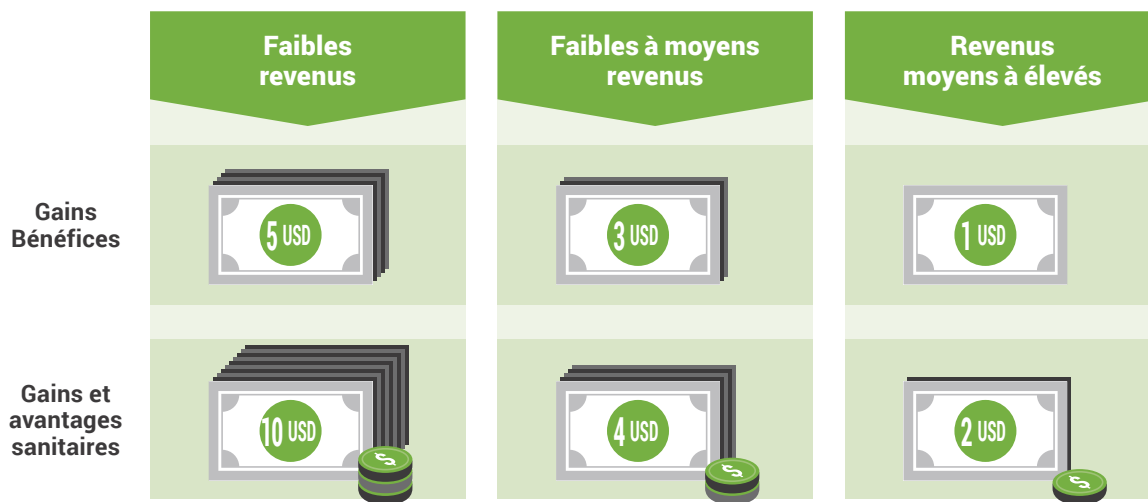 Faibles
revenus
Faibles à moyens
revenus
Revenus
moyens à élevés
Gains
Bénéfices
5 USD
3 USD
1 USD
Gains et
avantages
sanitaires
10 USD
$
4 USD
$
2 USD
$